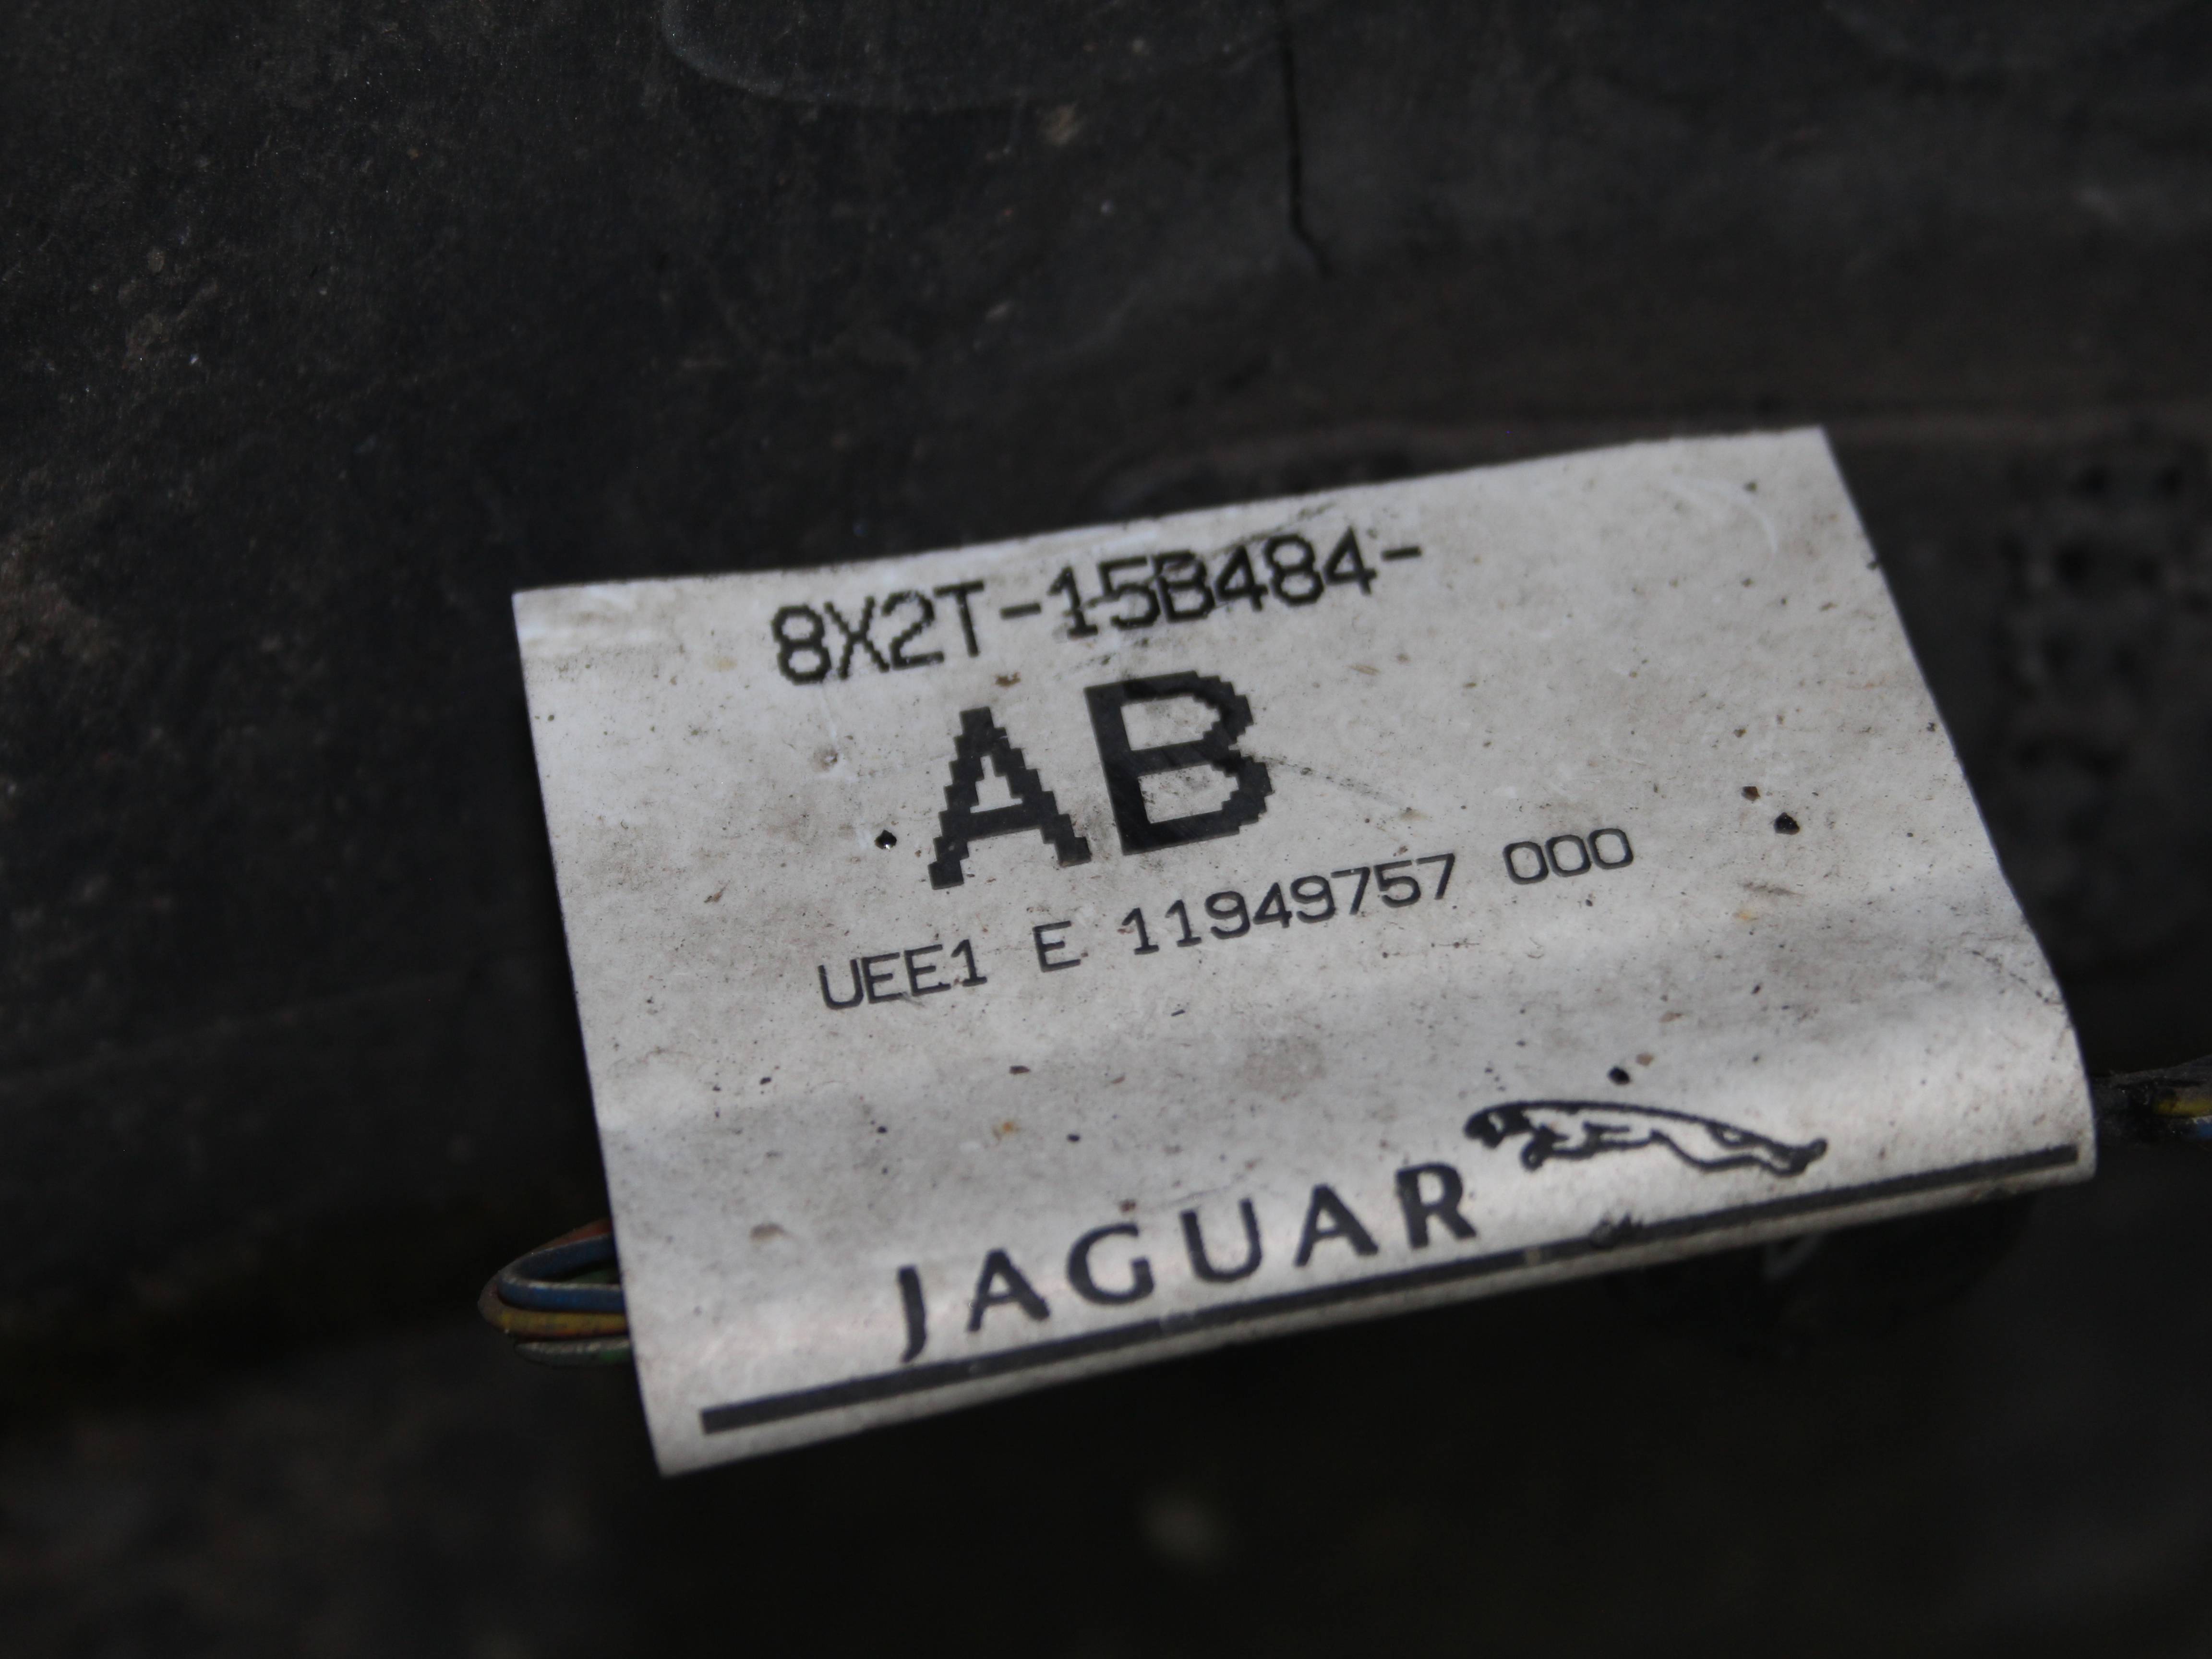 8X2T-15B484-
AB
UEE1 E 11949757 000
JAGUAR